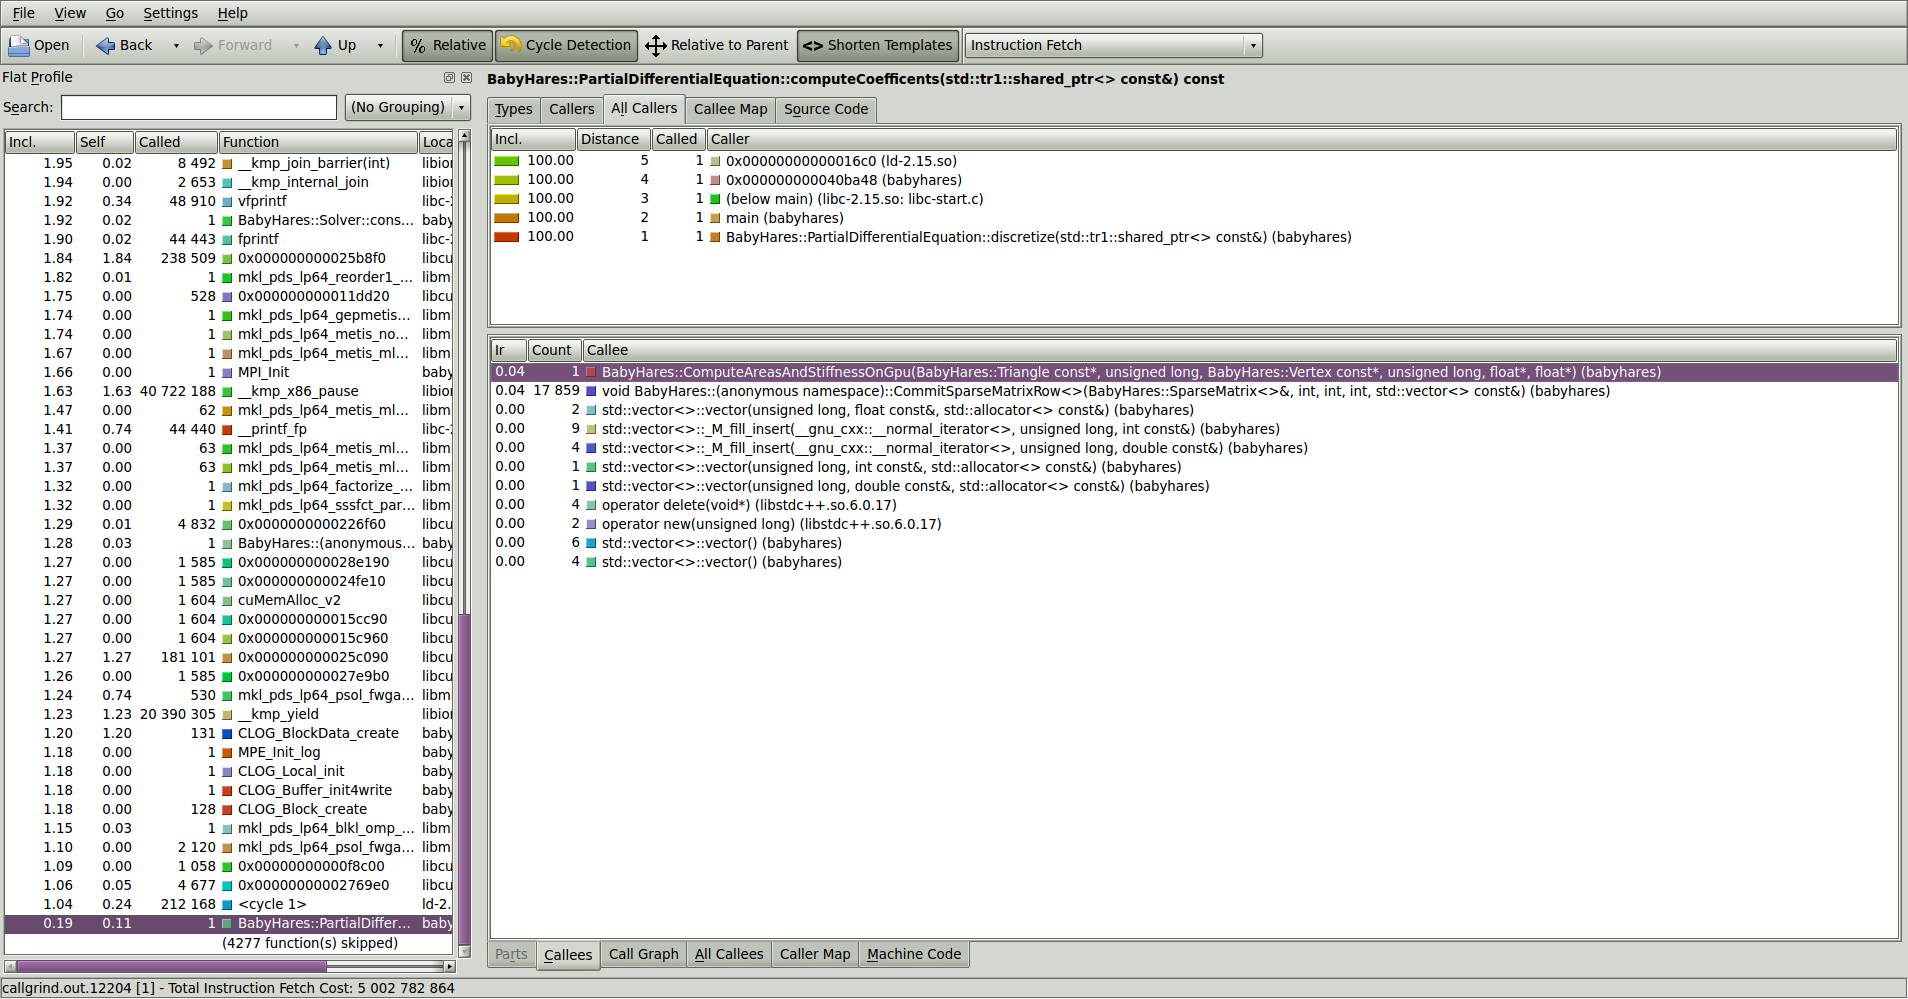 File View Go Settings Help
Open Back Forward Up % Relative Cycle Detection Relative to Parent <> Shorten Templates Instruction Fetch
Flat Profile
Search: (No Grouping)
Incl. Self Called Function Loca
1.95 0.02 8 492 __kmp_join_barrier(int) libior
1.94 0.00 2 653 __kmp_internal_join libior
1.92 0.34 48 910 vfprintf libc-2
1.92 0.02 1 BabyHares::Solver::cons... baby
1.90 0.02 44 443 fprintf libc-2
1.84 1.84 238 509 0x000000000025b8f0 libcu
1.82 0.01 1 mkl_pds_lp64_reorder1_... libm
1.75 0.00 528 0x000000000011dd20 libcu
1.74 0.00 1 mkl_pds_lp64_gepmetis... libm
1.74 0.00 1 mkl_pds_lp64_metis_no... libm
1.67 0.00 1 mkl_pds_lp64_metis_ml... libm
1.66 0.00 1 MPI_Init baby
1.63 1.63 40 722 188 __kmp_x86_pause libior
1.47 0.00 62 mkl_pds_lp64_metis_ml... libm
1.41 0.74 44 440 __printf_fp libc-2
1.37 0.00 63 mkl_pds_lp64_metis_ml... libm
1.37 0.00 63 mkl_pds_lp64_metis_ml... libm
1.32 0.00 1 mkl_pds_lp64_factorize_... libm
1.32 0.00 1 mkl_pds_lp64_sssfct_par... libm
1.29 0.01 4 832 0x0000000000226f60 libcu
1.28 0.03 1 BabyHares::(anonymous... baby
1.27 0.00 1 585 0x000000000028e190 libcu
1.27 0.00 1 585 0x000000000024fe10 libcu
1.27 0.00 1 604 cuMemAlloc_v2 libcu
1.27 0.00 1 604 0x000000000015cc90 libcu
1.27 0.00 1 604 0x000000000015c960 libcu
1.27 1.27 181 101 0x000000000025c090 libcu
1.26 0.00 1 585 0x000000000027e9b0 libcu
1.24 0.74 530 mkl_pds_lp64_psol_fwga... libm
1.23 1.23 20 390 305 __kmp_yield libior
1.20 1.20 131 CLOG_BlockData_create baby
1.18 0.00 1 MPE_Init_log baby
1.18 0.00 1 CLOG_Local_init baby
1.18 0.00 1 CLOG_Buffer_init4write baby
1.18 0.00 128 CLOG_Block_create baby
1.15 0.03 1 mkl_pds_lp64_blkl_omp_... libm
1.10 0.00 2 120 mkl_pds_lp64_psol_fwga... libm
1.09 0.00 1 058 0x00000000000f8c00 libcu
1.06 0.05 4 677 0x00000000002769e0 libcu
1.04 0.24 212 168 <cycle 1> ld-2.
0.19 0.11 1 BabyHares::PartialDiffer... baby
(4277 function(s) skipped)
BabyHares::PartialDifferentialEquation::computeCoefficents(std::tr1::shared_ptr<> const&) const
Types Callers All Callers Callee Map Source Code
Incl. Distance Called Caller
100.00 5 1 0x00000000000016c0 (ld-2.15.so)
100.00 4 1 0x000000000040ba48 (babyhares)
100.00 3 1 (below main) (libc-2.15.so: libc-start.c)
100.00 2 1 main (babyhares)
100.00 1 1 BabyHares::PartialDifferentialEquation::discretize(std::tr1::shared_ptr<> const&) (babyhares)
Ir Count Callee
0.04 1 BabyHares::ComputeAreasAndStiffnessOnGpu(BabyHares::Triangle const*, unsigned long, BabyHares::Vertex const*, unsigned long, float*, float*) (babyhares)
0.04 17 859 void BabyHares::(anonymous namespace)::CommitSparseMatrixRow<>(BabyHares::SparseMatrix<>&, int, int, int, std::vector<> const&) (babyhares)
0.00 2 std::vector<>::vector(unsigned long, float const&, std::allocator<> const&) (babyhares)
0.00 9 std::vector<>::_M_fill_insert(__gnu_cxx::__normal_iterator<>, unsigned long, int const&) (babyhares)
0.00 4 std::vector<>::_M_fill_insert(__gnu_cxx::__normal_iterator<>, unsigned long, double const&) (babyhares)
0.00 1 std::vector<>::vector(unsigned long, int const&, std::allocator<> const&) (babyhares)
0.00 1 std::vector<>::vector(unsigned long, double const&, std::allocator<> const&) (babyhares)
0.00 4 operator delete(void*) (libstdc++.so.6.0.17)
0.00 2 operator new(unsigned long) (libstdc++.so.6.0.17)
0.00 6 std::vector<>::vector() (babyhares)
0.00 4 std::vector<>::vector() (babyhares)
Parts Callees Call Graph All Callees Caller Map Machine Code
callgrind.out.12204 [1] - Total Instruction Fetch Cost: 5 002 782 864